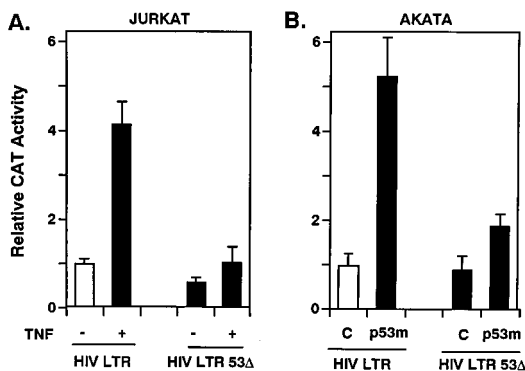 A. JURKAT
Relative CAT Activity
6
4
2
0
TNF - + - +
HIV LTR HIV LTR 53Δ
B. AKATA
6
4
2
0
C p53m C p53m
HIV LTR HIV LTR 53Δ